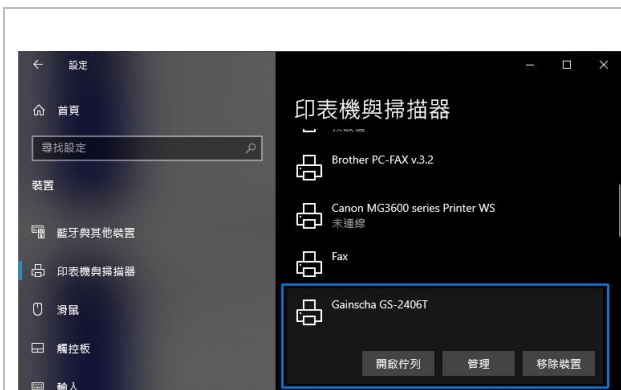 設定
首頁
尋找設定
裝置
藍牙與其他裝置
印表機與掃描器
滑鼠
觸控板
輸入
印表機與掃描器
Brother PC-FAX v.3.2
Canon MG3600 series Printer WS
未連線
Fax
Gainscha GS-2406T
開啟佇列
管理
移除裝置